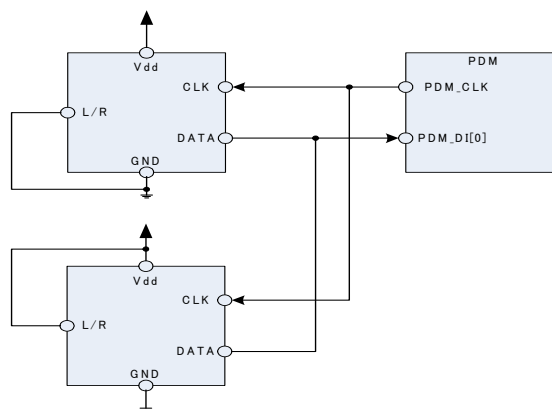 PDM
Vdd
CLK
PDM_CLK
L/R
DATA
PDM_DI[0]
GND
Vdd
CLK
L/R
DATA
GND